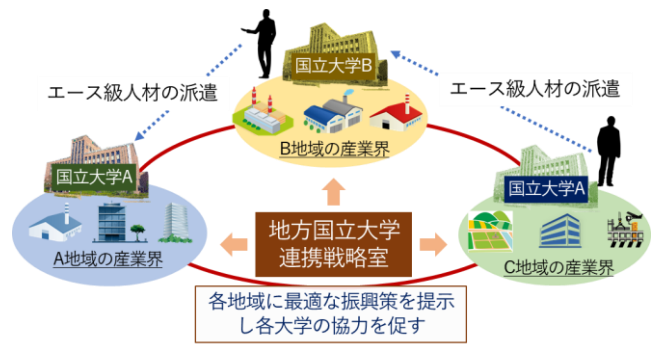 国立大学B
エース級人材の派遣
エース級人材の派遣
B地域の産業界
国立大学A
国立大学A
地方国立大学
連携戦略室
A地域の産業界
C地域の産業界
各地域に最適な振興策を提示
し各大学の協力を促す